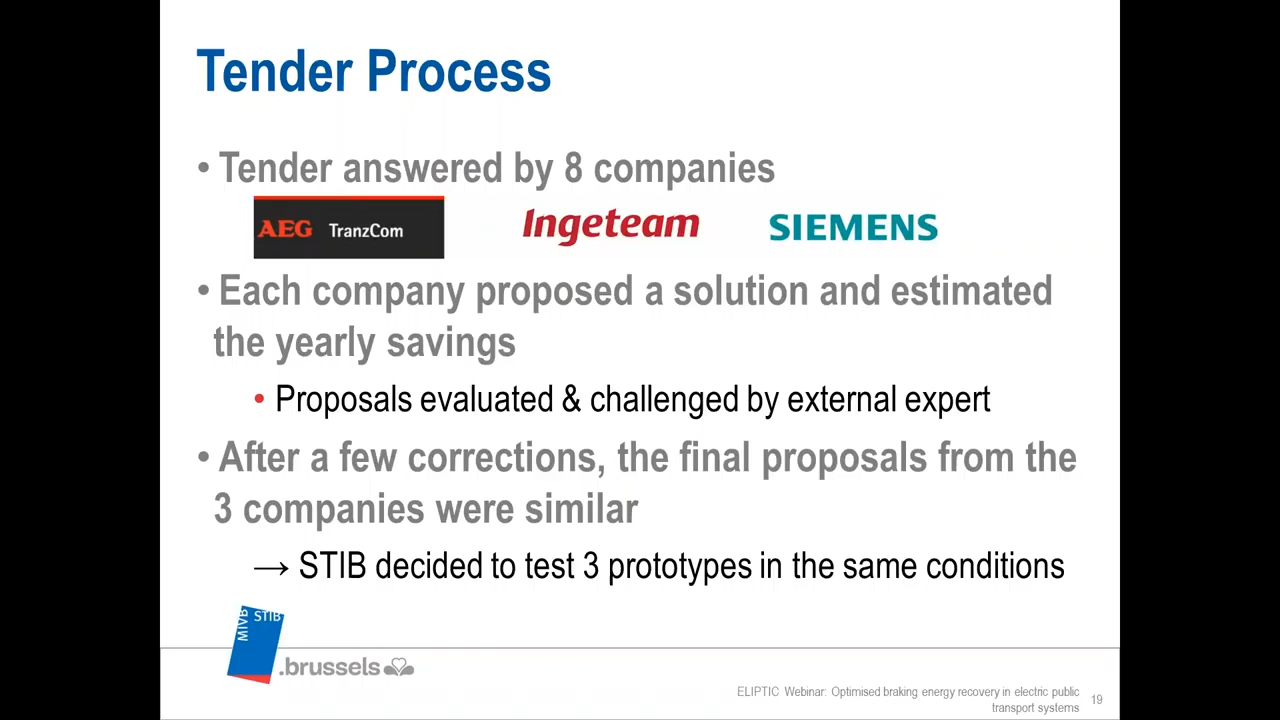 Tender Process
• Tender answered by 8 companies
AEG TranzCom Ingeteam SIEMENS
• Each company proposed a solution and estimated
the yearly savings
• Proposals evaluated & challenged by external expert
• After a few corrections, the final proposals from the
3 companies were similar
→ STIB decided to test 3 prototypes in the same conditions
MIVB STIB
.brussels
ELIPTIC Webinar: Optimised braking energy recovery in electric public
transport systems
19